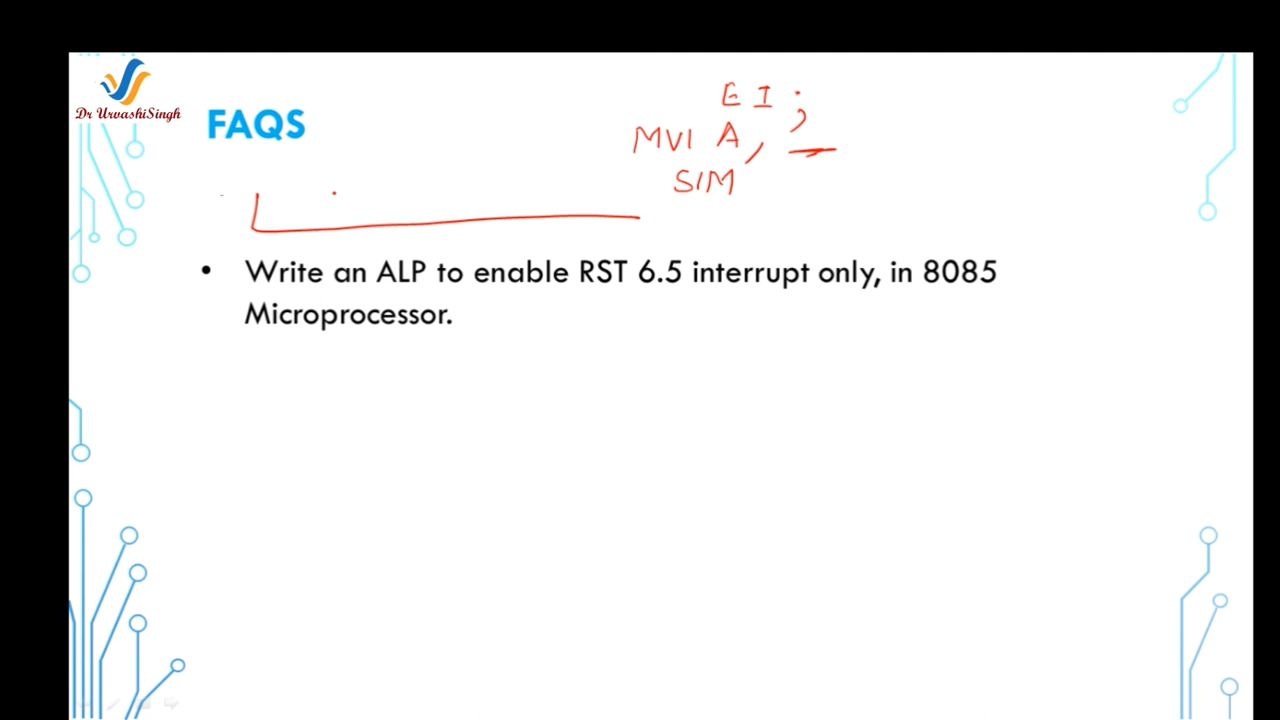 Dr UrvashiSingh
FAQS
EI ;
MVI A, __
SIM
• Write an ALP to enable RST 6.5 interrupt only, in 8085
Microprocessor.